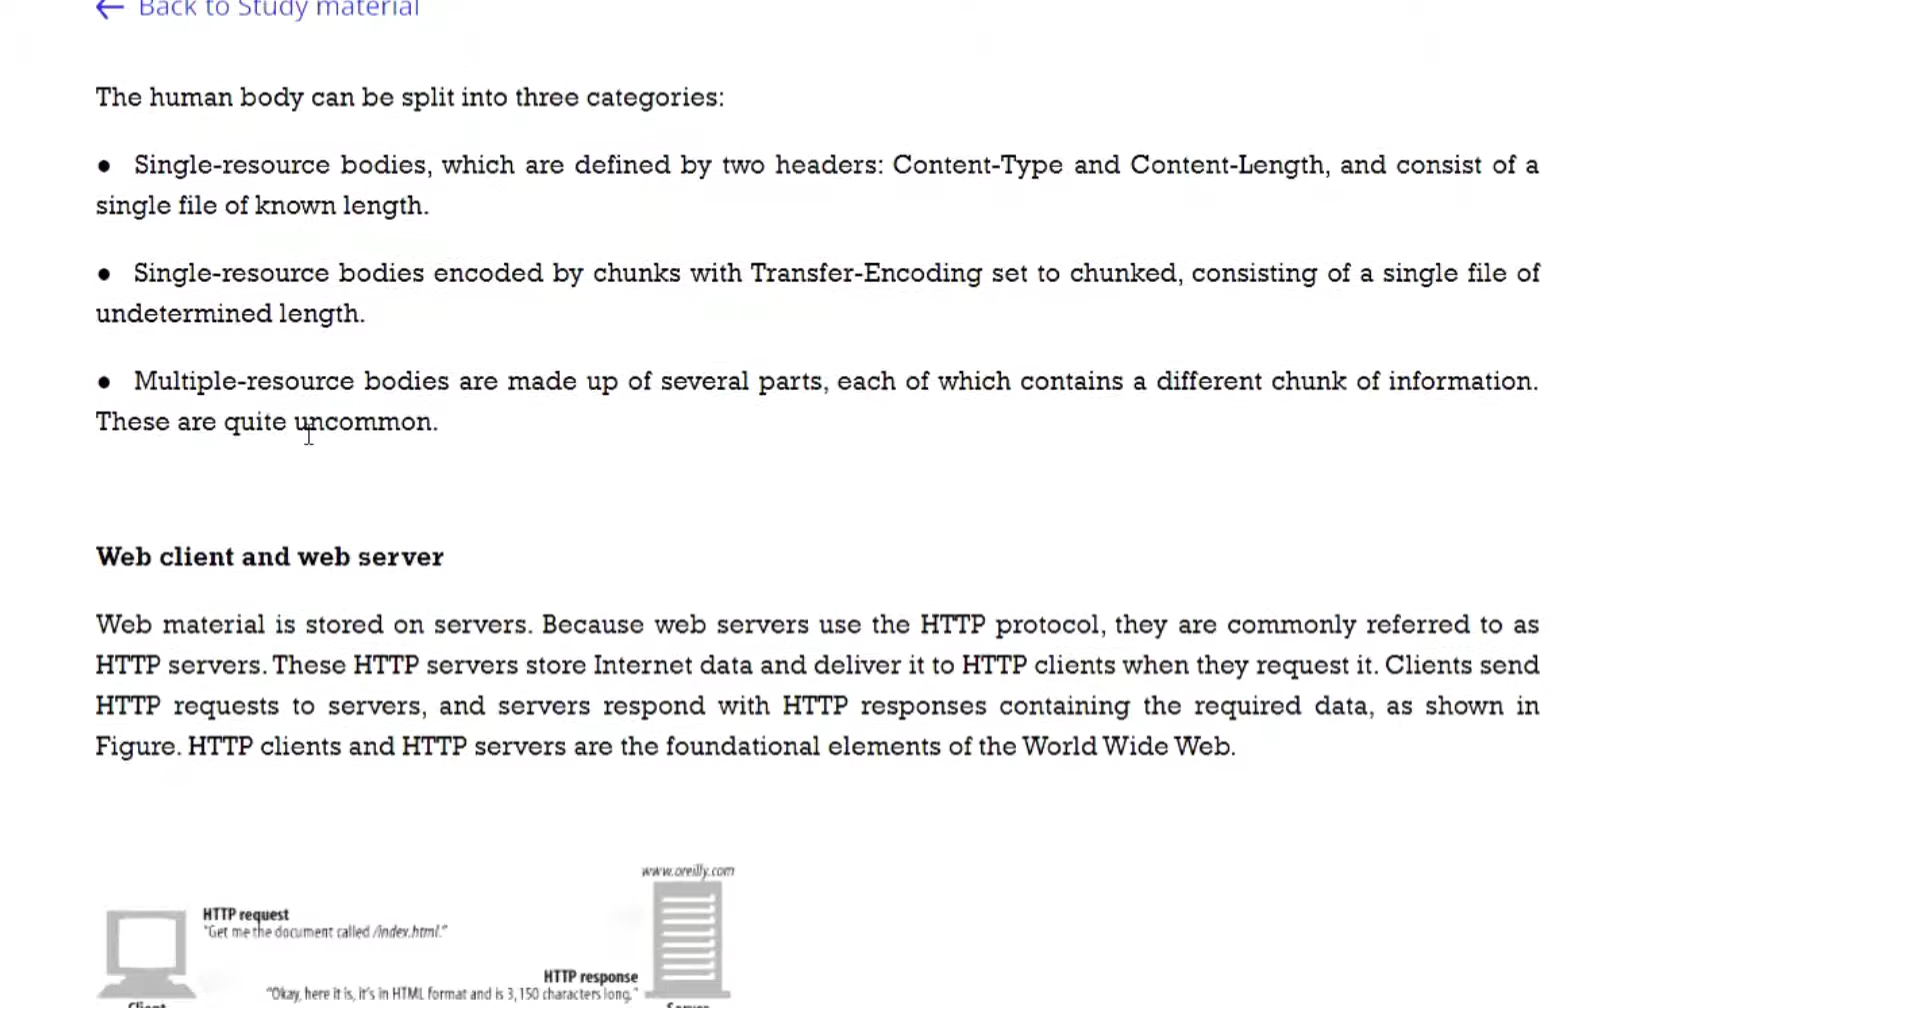 ← Back to Study material
The human body can be split into three categories:
● Single-resource bodies, which are defined by two headers: Content-Type and Content-Length, and consist of a
single file of known length.
● Single-resource bodies encoded by chunks with Transfer-Encoding set to chunked, consisting of a single file of
undetermined length.
● Multiple-resource bodies are made up of several parts, each of which contains a different chunk of information.
These are quite uncommon.
Web client and web server
Web material is stored on servers. Because web servers use the HTTP protocol, they are commonly referred to as
HTTP servers. These HTTP servers store Internet data and deliver it to HTTP clients when they request it. Clients send
HTTP requests to servers, and servers respond with HTTP responses containing the required data, as shown in
Figure. HTTP clients and HTTP servers are the foundational elements of the World Wide Web.
www.oreilly.com
HTTP request
"Get me the document called /index.html."
HTTP response
"Okay, here it is, it's in HTML format and is 3,150 characters long."
Client
Server